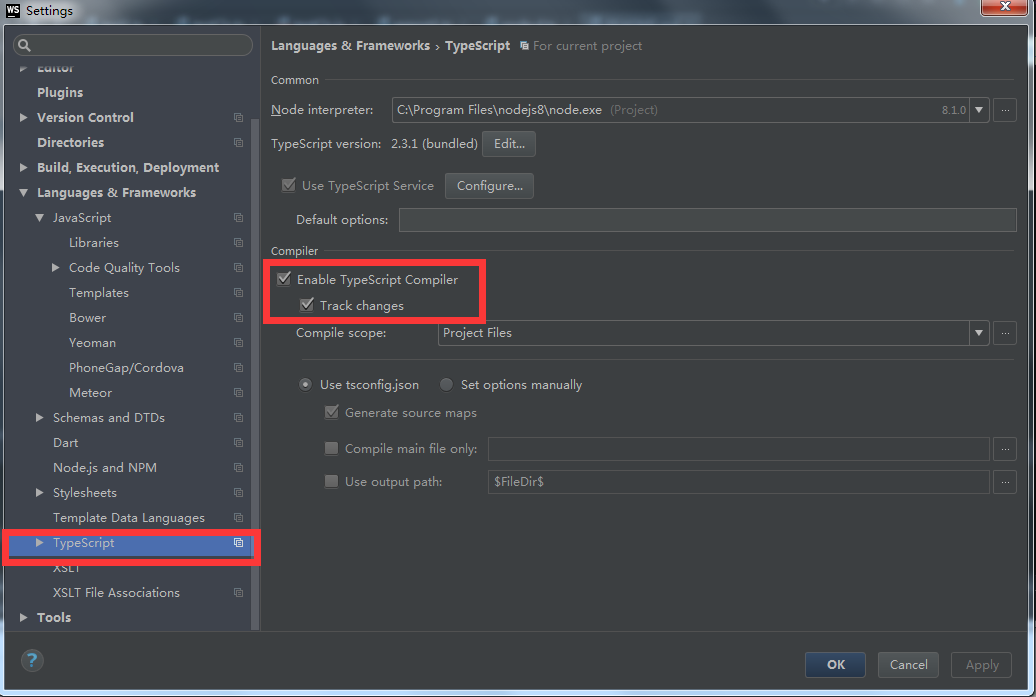 WS Settings
Languages & Frameworks › TypeScript For current project
Editor
Plugins
Version Control
Directories
Build, Execution, Deployment
Languages & Frameworks
JavaScript
Libraries
Code Quality Tools
Templates
Bower
Yeoman
PhoneGap/Cordova
Meteor
Schemas and DTDs
Dart
Node.js and NPM
Stylesheets
Template Data Languages
TypeScript
XSLT
XSLT File Associations
Tools
Common
Node interpreter: C:\Program Files\nodejs8\node.exe (Project) 8.1.0 ...
TypeScript version: 2.3.1 (bundled) Edit...
Use TypeScript Service Configure...
Default options:
Compiler
Enable TypeScript Compiler
Track changes
Compile scope: Project Files ...
Use tsconfig.json Set options manually
Generate source maps
Compile main file only: ...
Use output path: $FileDir$ ...
? OK Cancel Apply